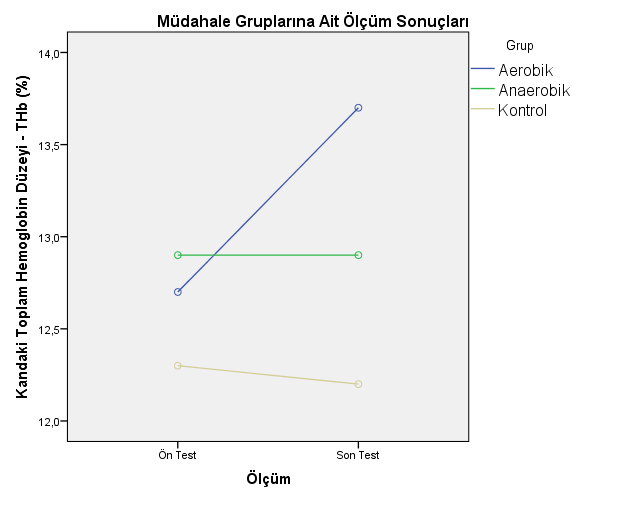 Müdahale Gruplarına Ait Ölçüm Sonuçları
Grup
Aerobik
Anaerobik
Kontrol
Kandaki Toplam Hemoglobin Düzeyi - THb (%)
14,0
13,5
13,0
12,5
12,0
Ön Test
Son Test
Ölçüm